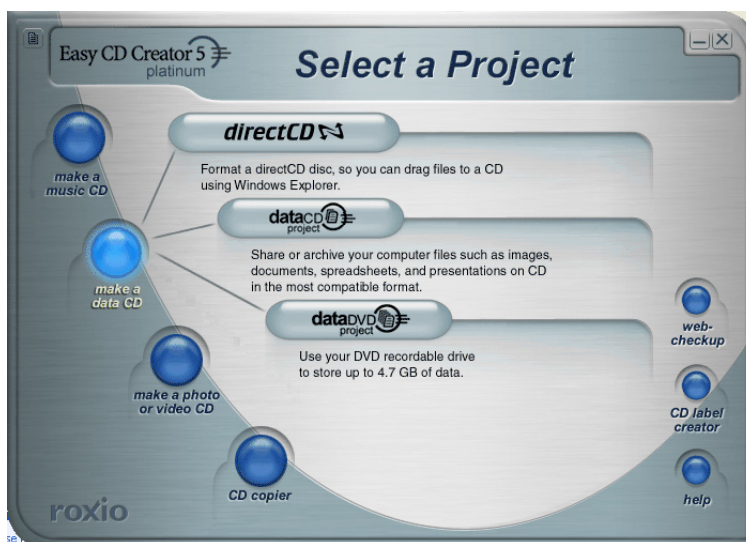 Easy CD Creator 5
platinum
Select a Project
make a
music CD
directCD
Format a directCD disc, so you can drag files to a CD
using Windows Explorer.
make a
data CD
dataCD
project
Share or archive your computer files such as images,
documents, spreadsheets, and presentations on CD
in the most compatible format.
dataDVD
project
Use your DVD recordable drive
to store up to 4.7 GB of data.
make a photo
or video CD
CD copier
web-
checkup
CD label
creator
help
roxio